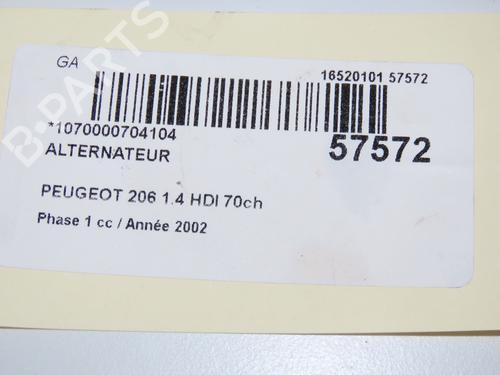 GA
16520101 57572
*1070000704104
ALTERNATEUR
57572
PEUGEOT 206 1.4 HDI 70ch
Phase 1 cc / Année 2002
B-PARTS